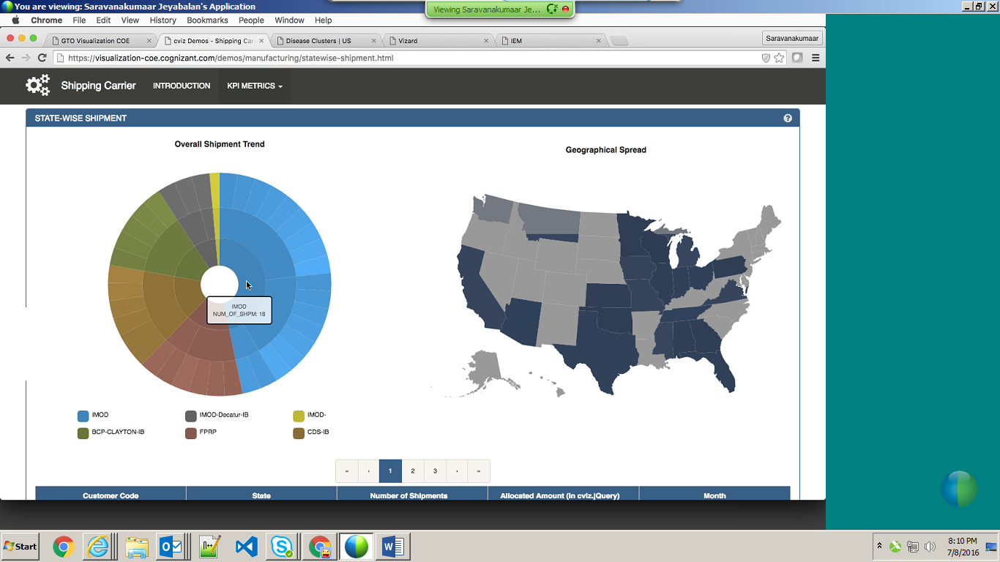 You are viewing: Saravanakumaar Jeyabalan's Application
Viewing Saravanakumaar Je...
Chrome File Edit View History Bookmarks People Window Help
GTO Visualization COE
cviz Demos - Shipping Car
Disease Clusters | US
Vizard
IEM
Saravanakumaar
https://visualization-coe.cognizant.com/demos/manufacturing/statewise-shipment.html
Shipping Carrier INTRODUCTION KPI METRICS
STATE-WISE SHIPMENT ?
Overall Shipment Trend
Geographical Spread
IMOD
NUM_OF_SHPM: 18
IMOD IMOD-Decatur-IB IMOD-
BCP-CLAYTON-IB FPRP CDS-IB
« ‹ 1 2 3 › »
Customer Code State Number of Shipments Allocated Amount (in cviz.|Query) Month
Start
8:10 PM
7/8/2016